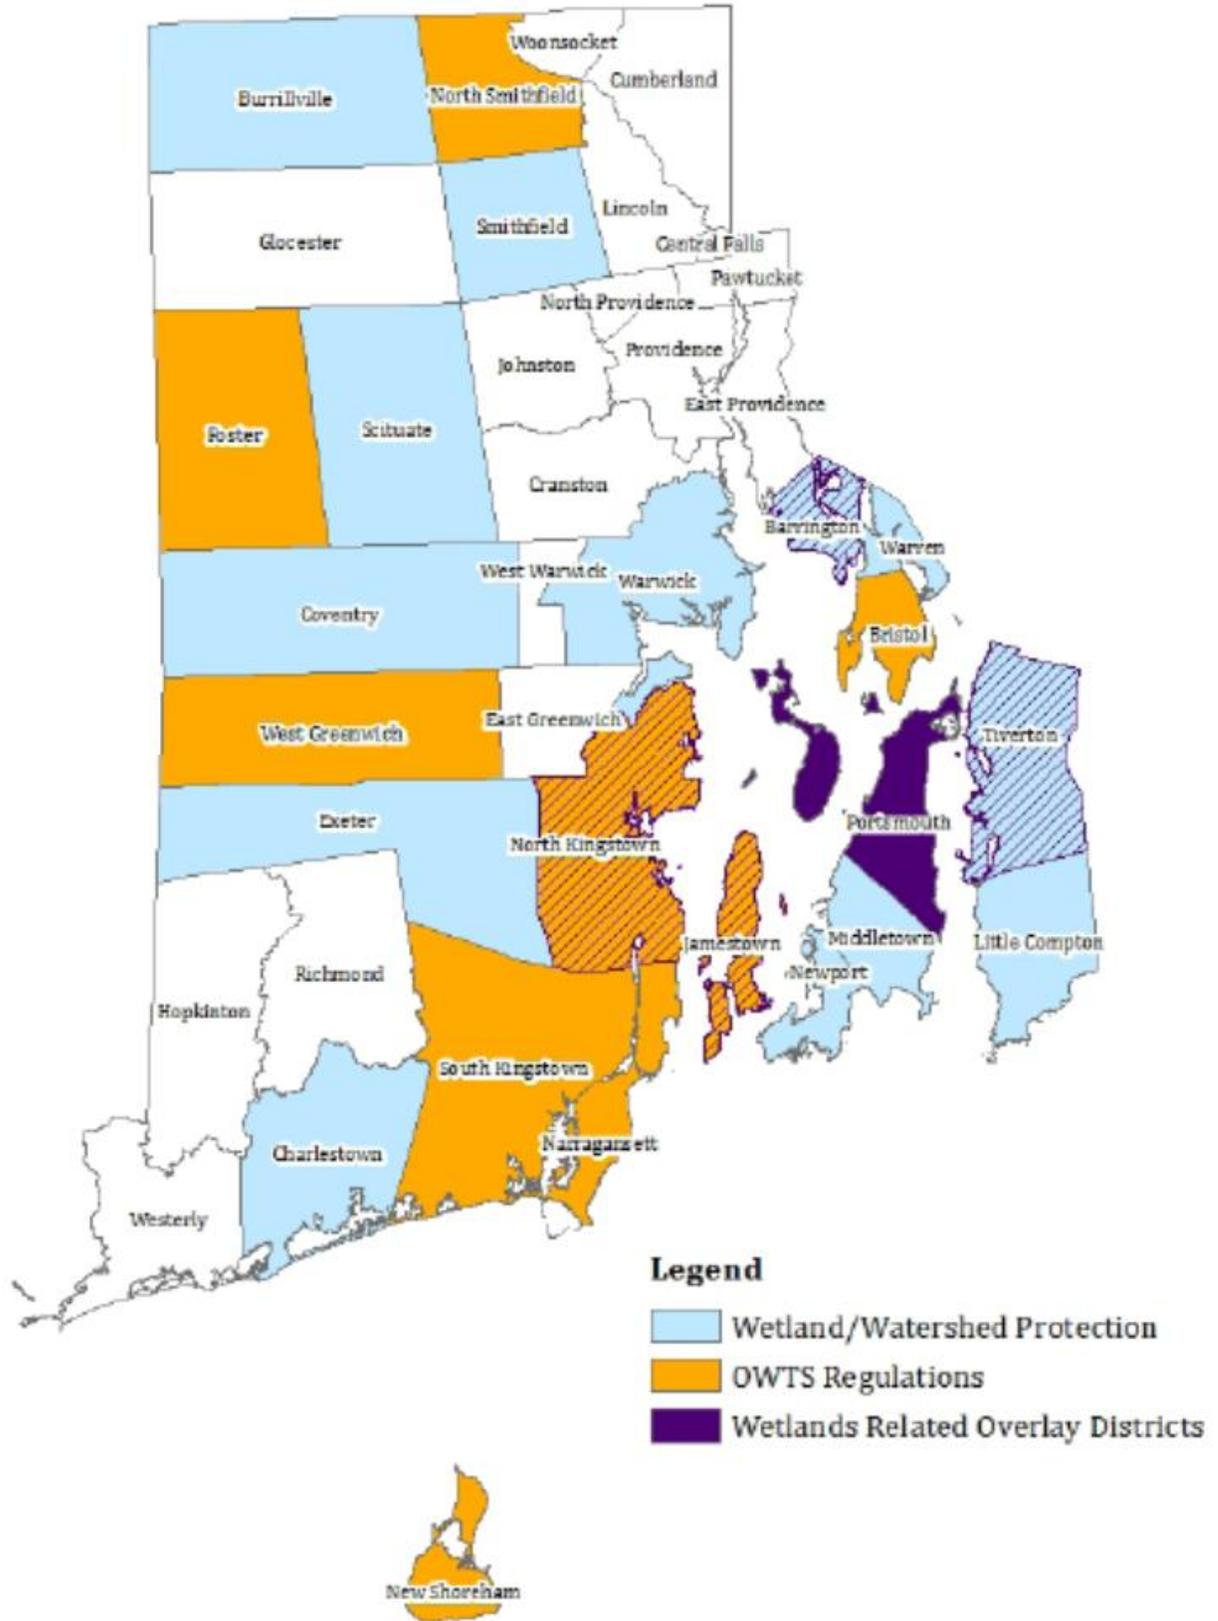 Woonsocket
Cumberland
Burrillville
North Smithfield
Lincoln
Smithfield
Glocester
Central Falls
Pawtucket
North Providence
Providence
Johnston
East Providence
Foster
Scituate
Cranston
Barrington
Warren
West Warwick
Warwick
Coventry
Bristol
East Greenwich
West Greenwich
Tiverton
Exeter
Portsmouth
North Kingstown
Jamestown
Middletown
Little Compton
Newport
Richmond
Hopkinton
South Kingstown
Narragansett
Charlestown
Westerly
Legend
Wetland/Watershed Protection
OWTS Regulations
Wetlands Related Overlay Districts
New Shoreham